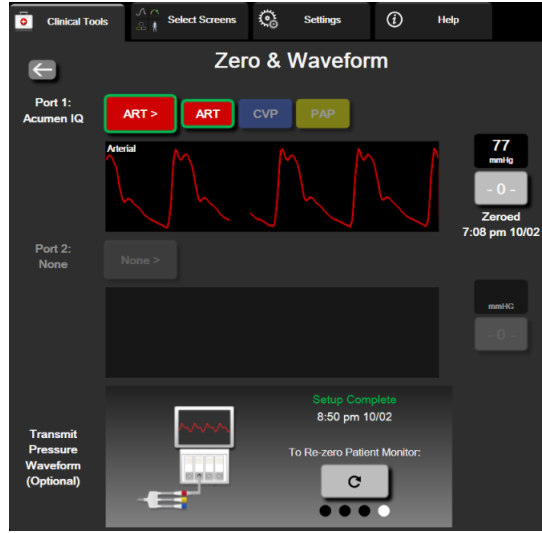 Clinical Tools
Select Screens
Settings
Help
Zero & Waveform
Port 1:
Acumen IQ
ART >
ART
CVP
PAP
Arterial
77
mmHg
- 0 -
Zeroed
7:08 pm 10/02
Port 2:
None
None >
mmHG
- 0 -
Transmit
Pressure
Waveform
(Optional)
Setup Complete
8:50 pm 10/02
To Re-zero Patient Monitor: